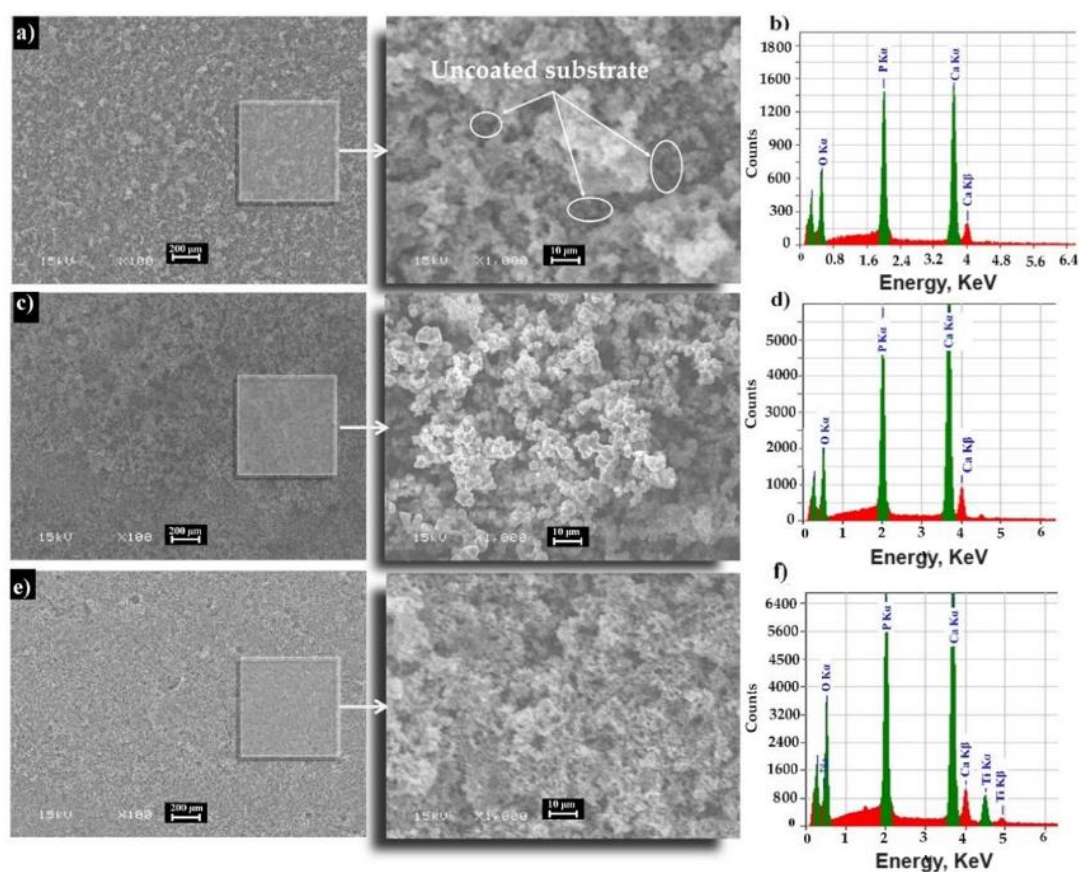 a)
Uncoated substrate
200 μm
15kV X100
10 μm
15kV X1,000
b)
Counts
1800
1600
1200
900
600
300
0
O Kα
P Kα
Ca Kα
Ca Kβ
0 0.8 1.6 2.4 3.2 4 5.6 6.4
Energy, KeV
c)
200 μm
15kV X100
10 μm
15kV X1,000
d)
Counts
5000
4000
3000
2000
1000
0
O Kα
P Kα
Ca Kα
Ca Kβ
0 1 2 3 4 5 6
Energy, KeV
e)
200 μm
15kV X100
10 μm
15kV X1,000
f)
Counts
6400
5600
4500
4000
3200
2400
1600
800
0
O Kα
P Kα
Ca Kα
Ca Kβ
Ti Kα
Ti Kβ
0 1 2 3 4 5 6
Energy, KeV